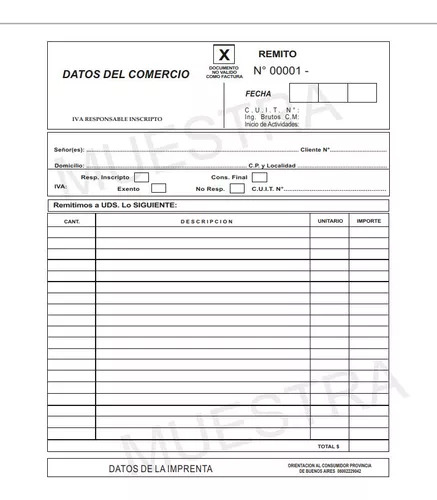 X
REMITO
DOCUMENTO
NO VALIDO
COMO FACTURA
N° 00001 -
DATOS DEL COMERCIO
FECHA
C.U.I.T. N°:
Ing. Brutos C.M:
Inicio de Actividades:
IVA RESPONSABLE INSCRIPTO
MUESTRA
Señor(es): Cliente N°
Domicilio: C.P. y Localidad
IVA: Resp. Inscripto Cons. Final
Exento No Resp. C.U.I.T. N°
Remitimos a UDS. Lo SIGUIENTE:
CANT. DESCRIPCION UNITARIO IMPORTE
MUESTRA
TOTAL $
DATOS DE LA IMPRENTA
ORIENTACION AL CONSUMIDOR PROVINCIA
DE BUENOS AIRES 08002229042